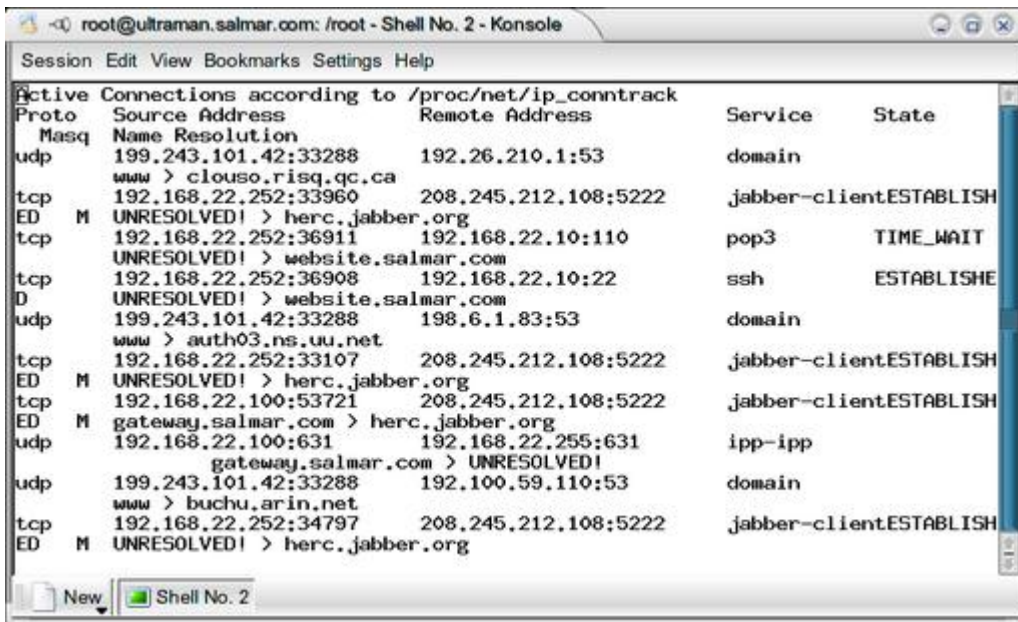 root@ultraman.salmar.com: /root - Shell No. 2 - Konsole
Session Edit View Bookmarks Settings Help
Active Connections according to /proc/net/ip_conntrack
Proto Source Address Remote Address Service State
Masq Name Resolution
udp 199.243.101.42:33288 192.26.210.1:53 domain
www > clouso.risq.qc.ca
tcp 192.168.22.252:33960 208.245.212.108:5222 jabber-clientESTABLISH
ED M UNRESOLVED! > herc.jabber.org
tcp 192.168.22.252:36911 192.168.22.10:110 pop3 TIME_WAIT
UNRESOLVED! > website.salmar.com
tcp 192.168.22.252:36908 192.168.22.10:22 ssh ESTABLISHE
D UNRESOLVED! > website.salmar.com
udp 199.243.101.42:33288 198.6.1.83:53 domain
www > auth03.ns.uu.net
tcp 192.168.22.252:33107 208.245.212.108:5222 jabber-clientESTABLISH
ED M UNRESOLVED! > herc.jabber.org
tcp 192.168.22.100:53721 208.245.212.108:5222 jabber-clientESTABLISH
ED M gateway.salmar.com > herc.jabber.org
udp 192.168.22.100:631 192.168.22.255:631 ipp-ipp
gateway.salmar.com > UNRESOLVED!
udp 199.243.101.42:33288 192.100.59.110:53 domain
www > buchu.arin.net
tcp 192.168.22.252:34797 208.245.212.108:5222 jabber-clientESTABLISH
ED M UNRESOLVED! > herc.jabber.org
New Shell No. 2